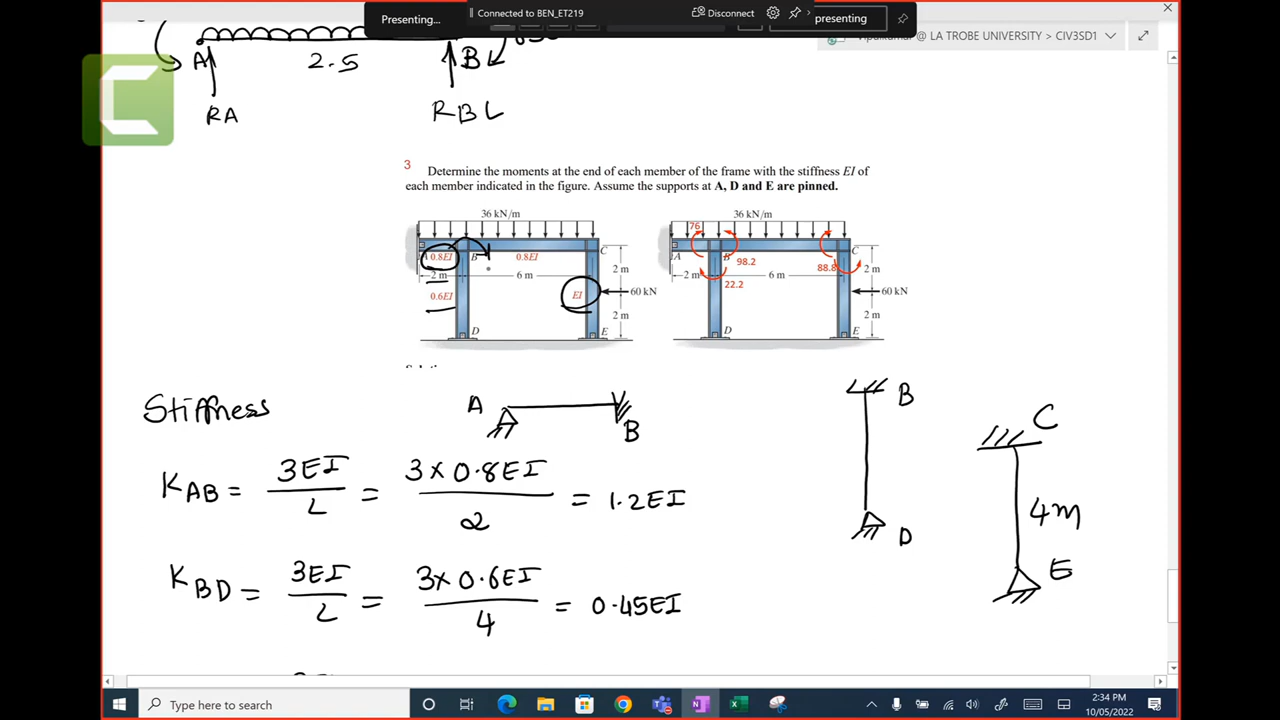 Presenting...
Connected to BEN_ET219
Disconnect
presenting
@ LA TROBE UNIVERSITY > CIV3SD1
A
2.5
B
RA
RBL
3
Determine the moments at the end of each member of the frame with the stiffness EI of
each member indicated in the figure. Assume the supports at A, D and E are pinned.
36 kN/m
A 0.8EI
B
0.8EI
C
2 m
6 m
2 m
0.6EI
EI
60 kN
2 m
D
E
36 kN/m
76
A
B
98.2
C
2 m
6 m
88.8
2 m
22.2
60 kN
2 m
D
E
Stiffness
A
B
B
D
C
4m
E
KAB = 3EI/L = 3 x 0.8EI/2 = 1.2EI
KBD = 3EI/L = 3 x 0.6EI/4 = 0.45EI
Type here to search
2:34 PM
10/05/2022